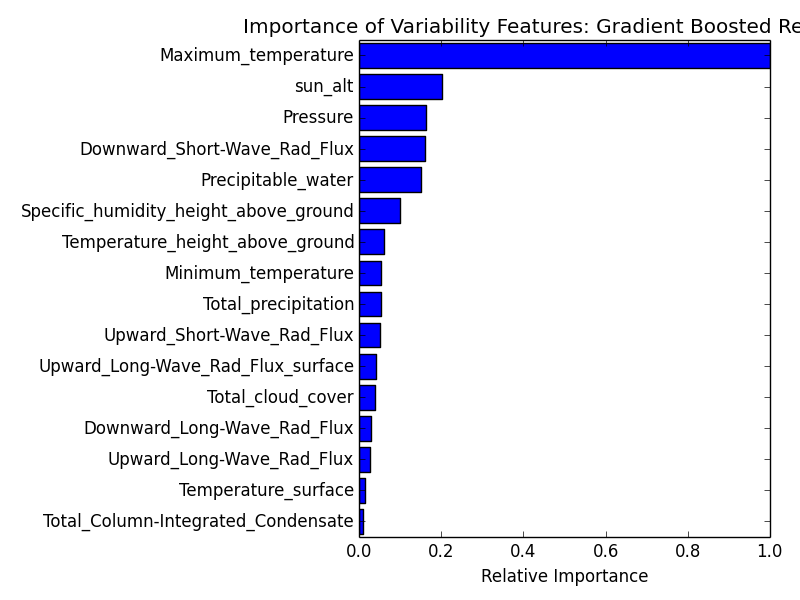 Importance of Variability Features: Gradient Boosted Re
Maximum_temperature
sun_alt
Pressure
Downward_Short-Wave_Rad_Flux
Precipitable_water
Specific_humidity_height_above_ground
Temperature_height_above_ground
Minimum_temperature
Total_precipitation
Upward_Short-Wave_Rad_Flux
Upward_Long-Wave_Rad_Flux_surface
Total_cloud_cover
Downward_Long-Wave_Rad_Flux
Upward_Long-Wave_Rad_Flux
Temperature_surface
Total_Column-Integrated_Condensate
0.0 0.2 0.4 0.6 0.8 1.0
Relative Importance